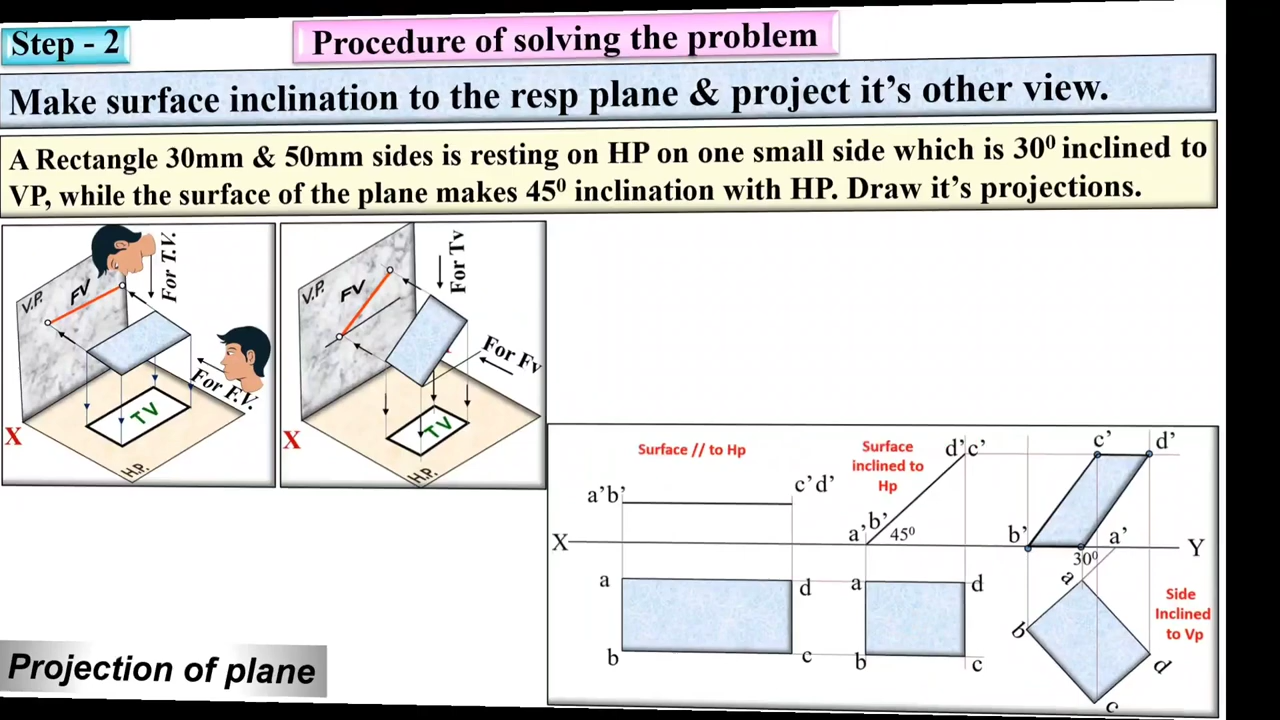 Step - 2
Procedure of solving the problem
Make surface inclination to the resp plane & project it's other view.
A Rectangle 30mm & 50mm sides is resting on HP on one small side which is 30⁰ inclined to
VP, while the surface of the plane makes 45⁰ inclination with HP. Draw it's projections.
V.P.
FV
For T.V.
For F.V.
TV
X
H.P.
V.P.
FV
For Tv
For Fv
TV
X
H.P.
Surface // to Hp
a'b'
c'd'
X
a
d
b
c
Surface
inclined to
Hp
d'c'
a'b'
45⁰
a
d
b
c
c'
d'
b'
a'
Y
30⁰
a
b
d
c
Side
Inclined
to Vp
Projection of plane